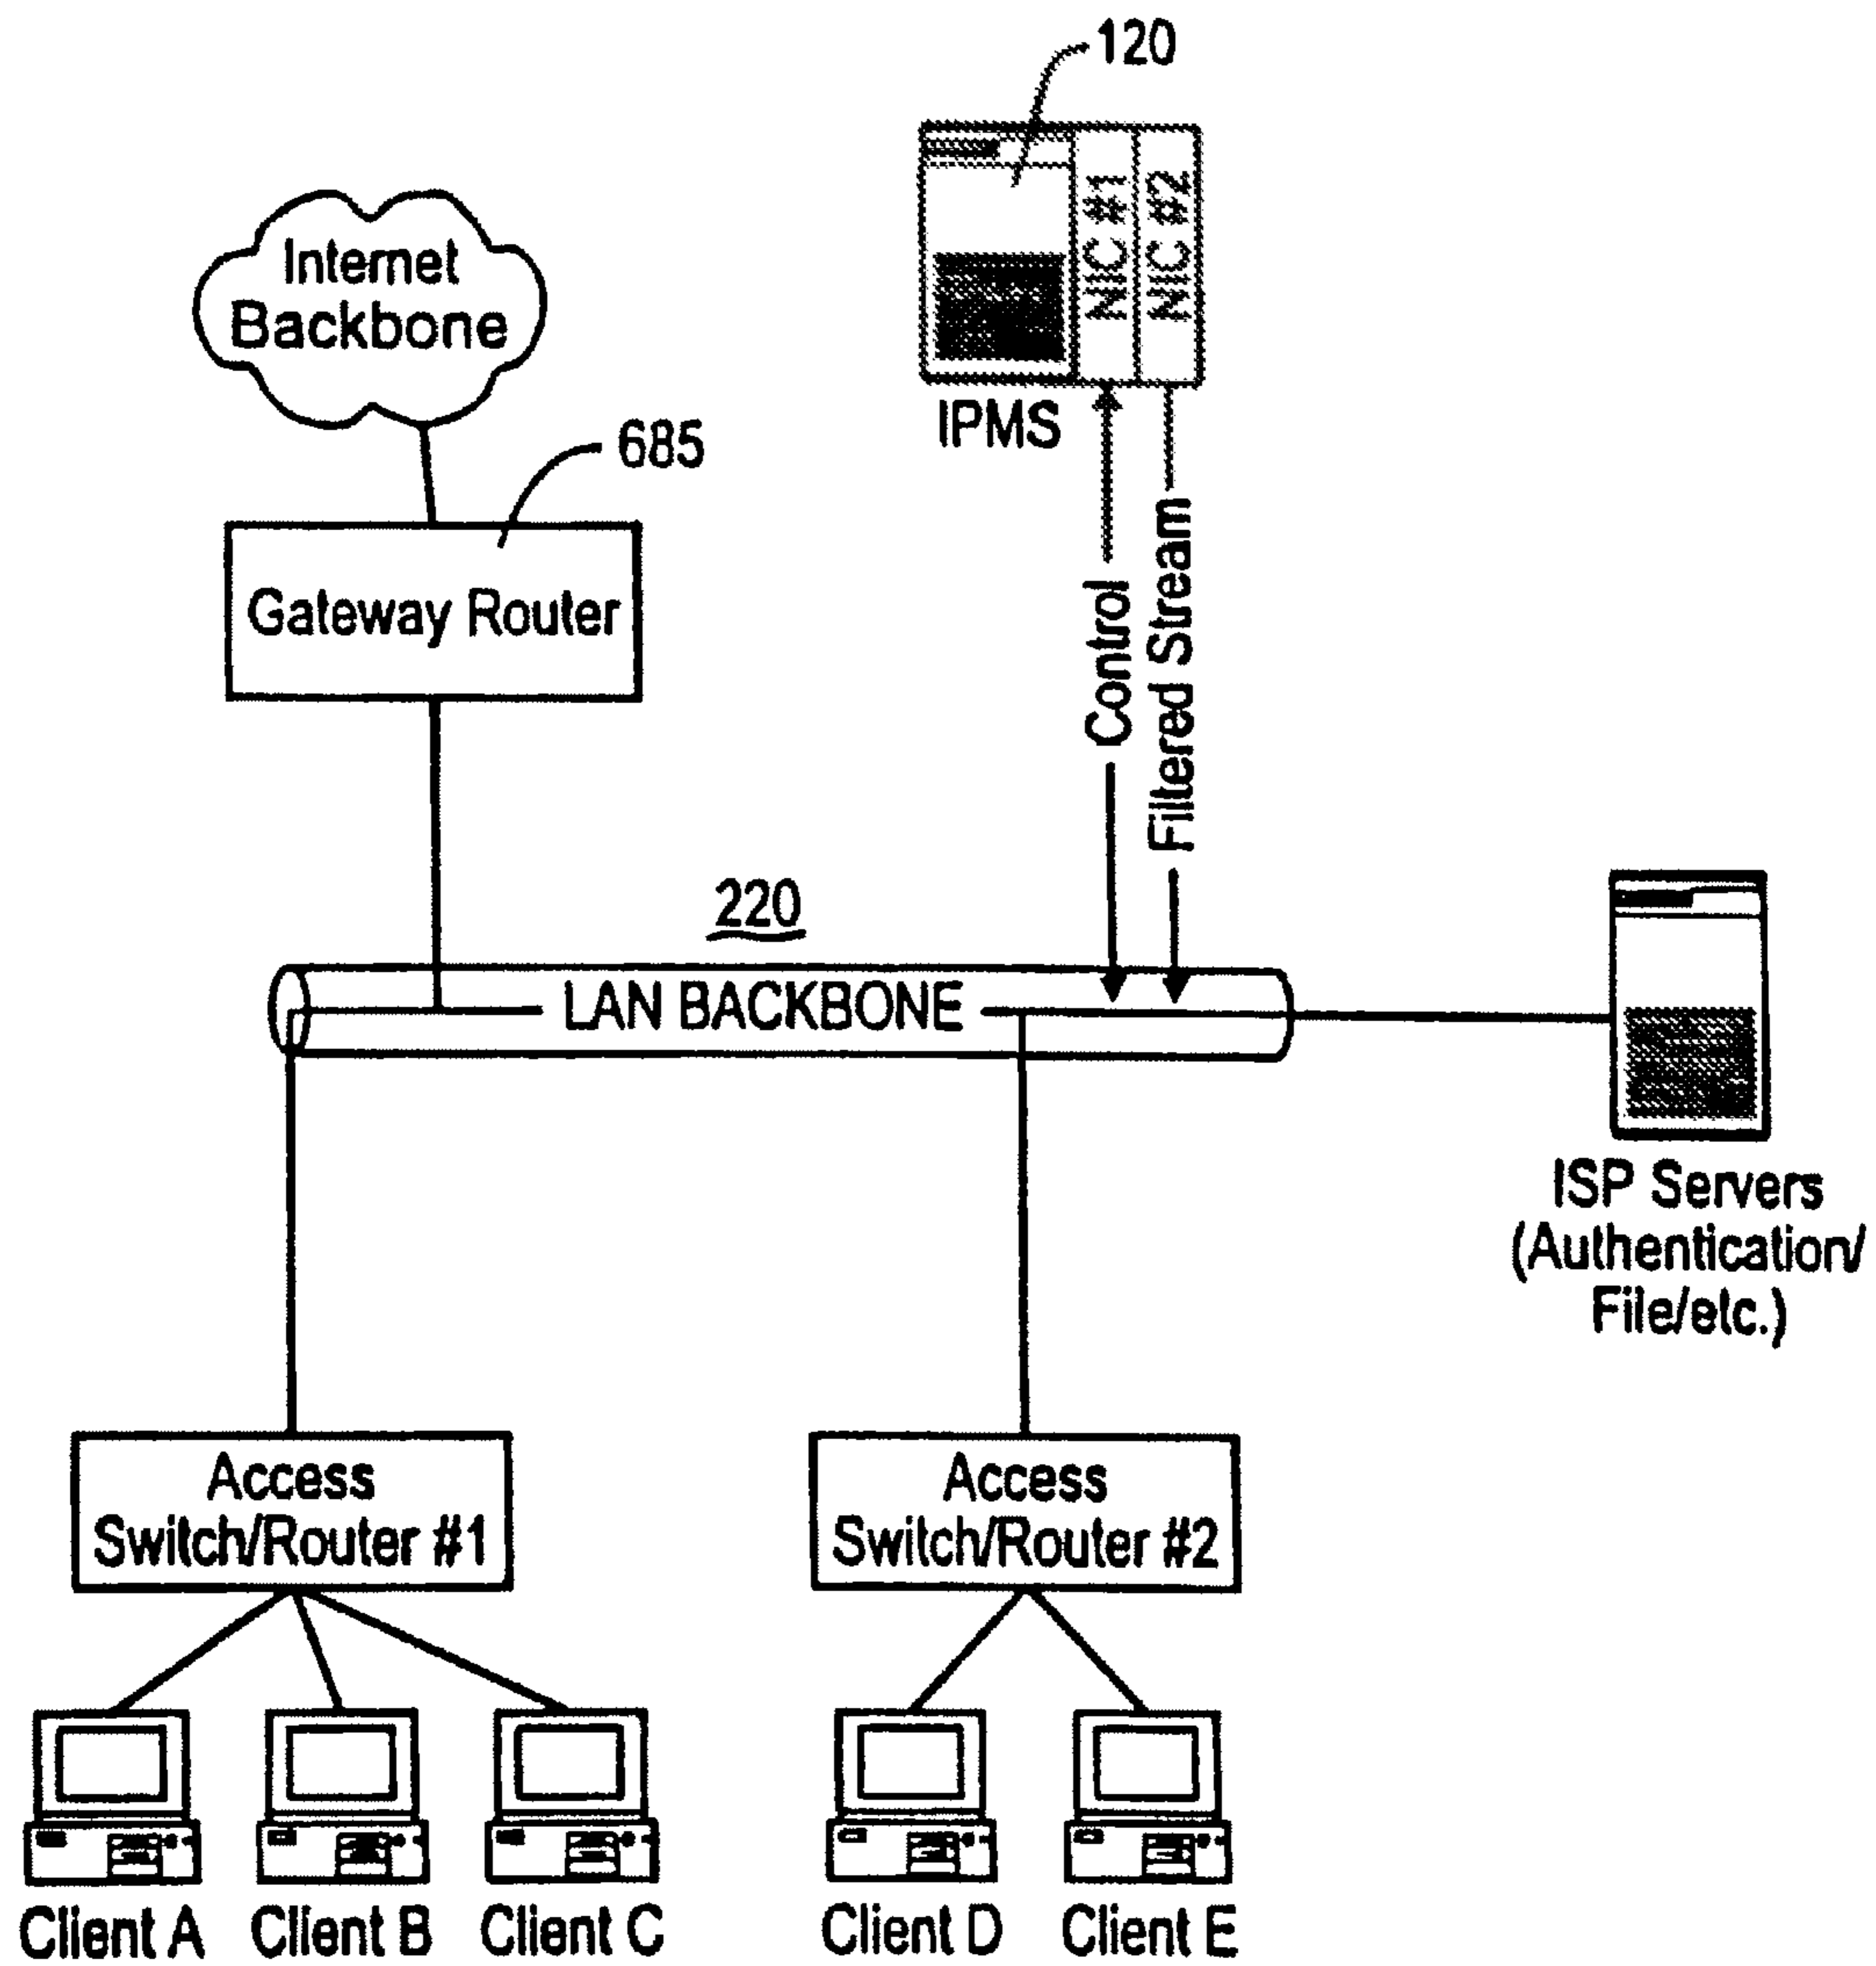 120
NIC #1
NIC #2
IPMS
Internet
Backbone
685
Gateway Router
Control
Filtered Stream
220
LAN BACKBONE
ISP Servers
(Authentication/
File/etc.)
Access
Switch/Router #1
Access
Switch/Router #2
Client A
Client B
Client C
Client D
Client E